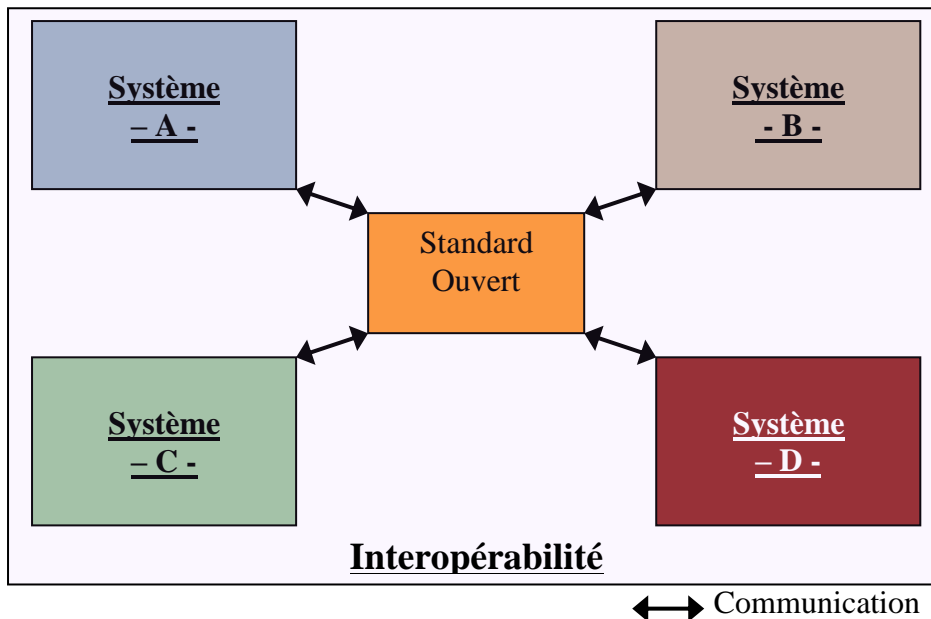 Système
– A -
Système
- B -
Standard
Ouvert
Système
– C -
Système
– D -
Interopérabilité
Communication